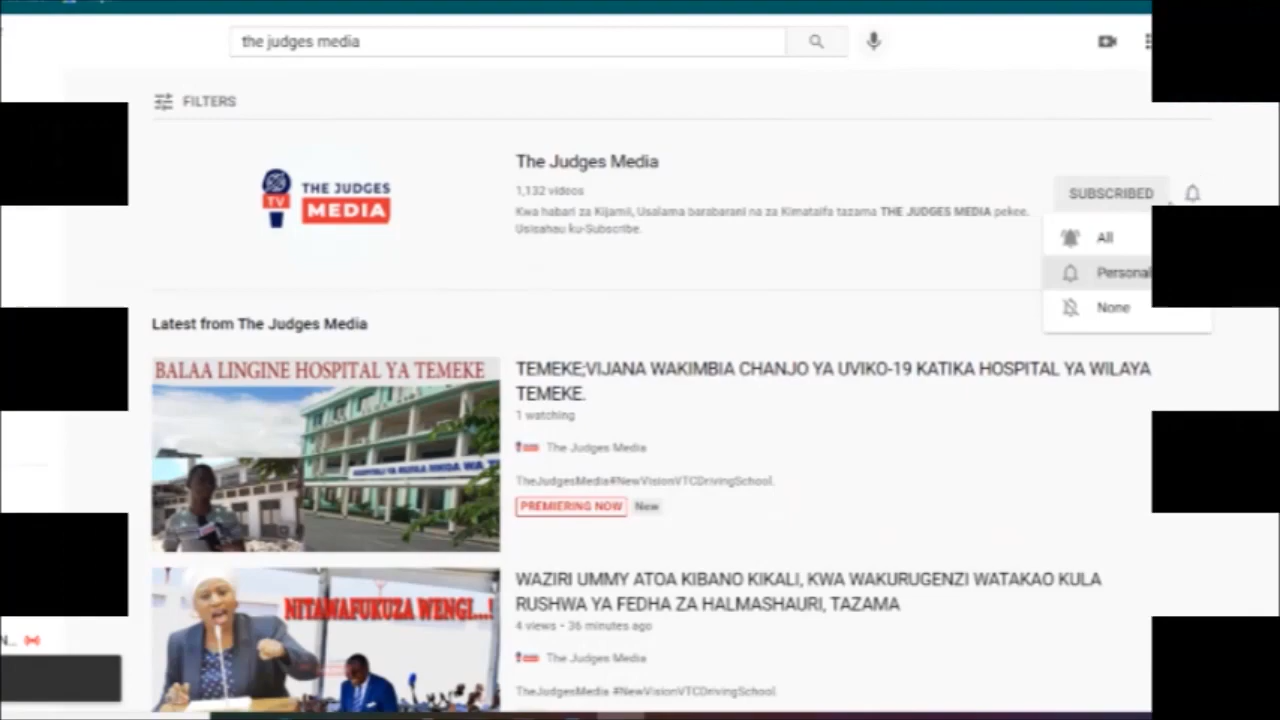 the judges media
FILTERS
THE JUDGES
TV
MEDIA
The Judges Media
1,132 videos
Kwa habari za Kijamii, Usalama barabarani na za Kimataifa tazama THE JUDGES MEDIA pekee.
Usisahau ku-Subscribe.
SUBSCRIBED
All
Personal
None
Latest from The Judges Media
BALAA LINGINE HOSPITAL YA TEMEKE
TEMEKE;VIJANA WAKIMBIA CHANJO YA UVIKO-19 KATIKA HOSPITAL YA WILAYA
TEMEKE.
1 watching
The Judges Media
TheJudgesMedia#NewVisionVTCDrivingSchool.
PREMIERING NOW New
NITAWAFUKUZA WENGI...!
WAZIRI UMMY ATOA KIBANO KIKALI, KWA WAKURUGENZI WATAKAO KULA
RUSHWA YA FEDHA ZA HALMASHAURI, TAZAMA
4 views • 36 minutes ago
The Judges Media
TheJudgesMedia #NewVisionVTCDrivingSchool.
N...